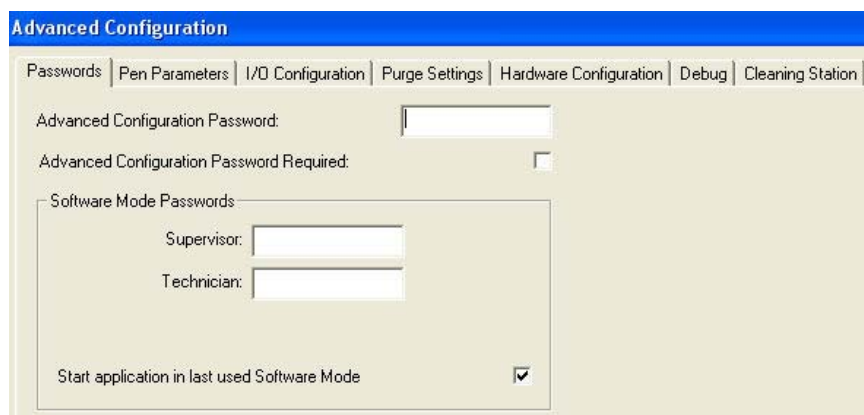 Advanced Configuration
Passwords Pen Parameters I/O Configuration Purge Settings Hardware Configuration Debug Cleaning Station
Advanced Configuration Password:
Advanced Configuration Password Required:
Software Mode Passwords
Supervisor:
Technician:
Start application in last used Software Mode